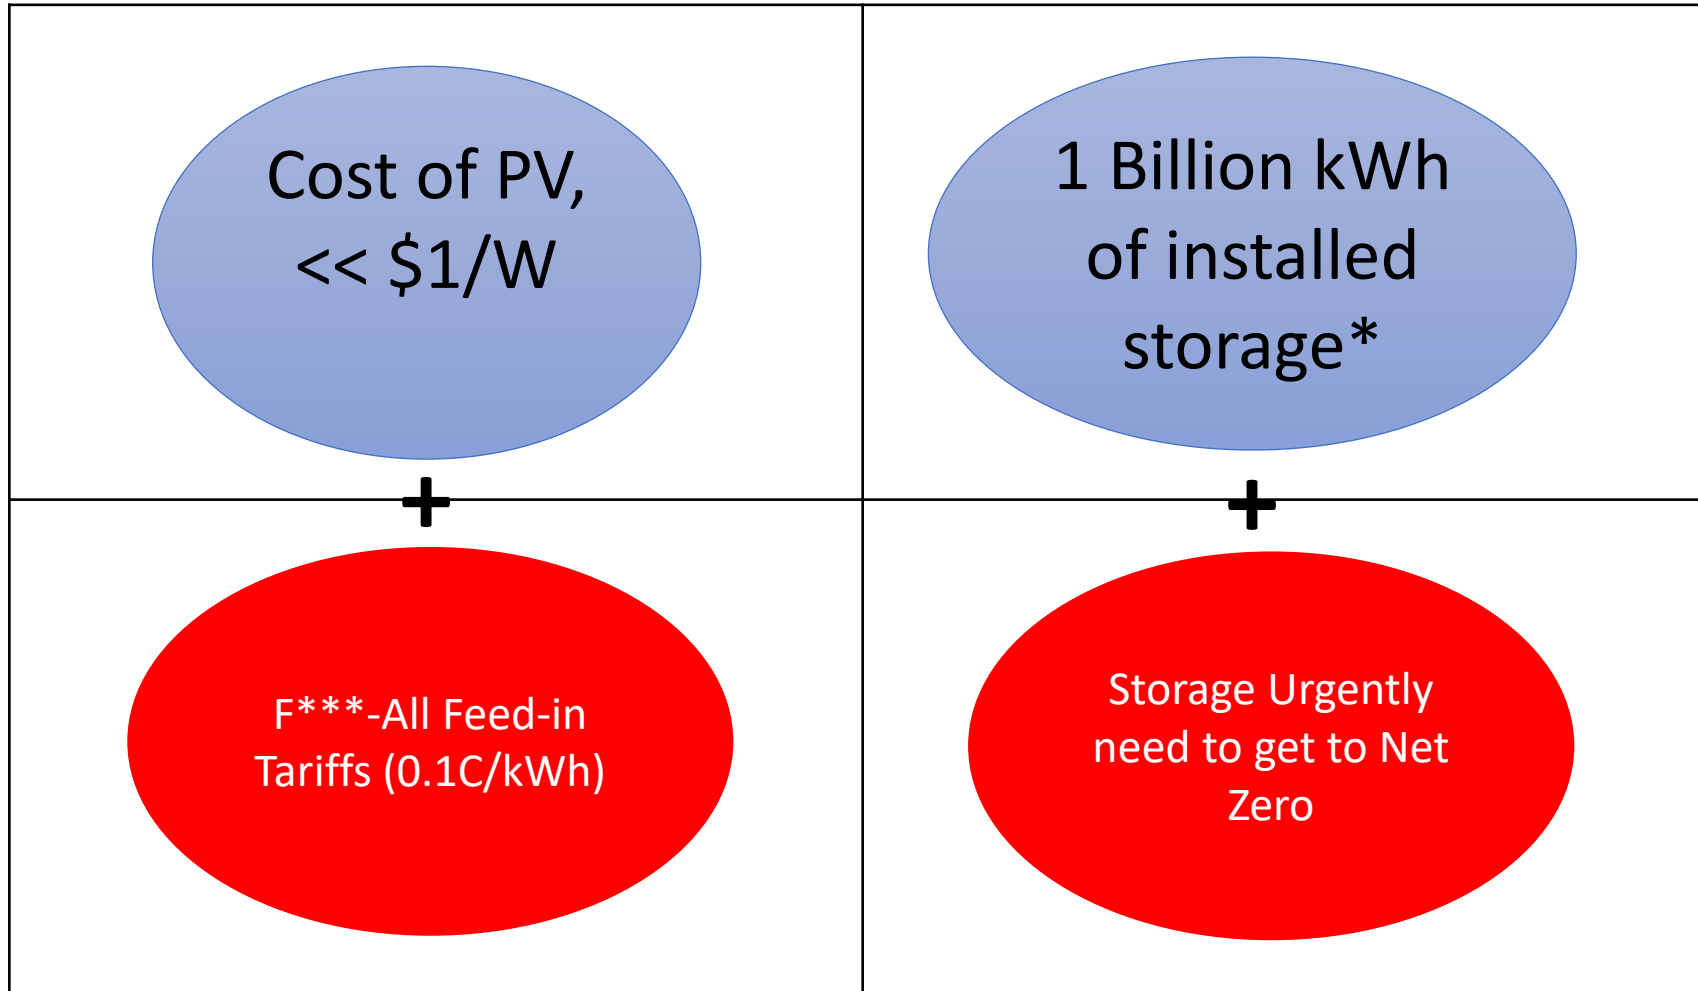 Cost of PV,
<< $1/W
1 Billion kWh
of installed
storage*
+
+
F***-All Feed-in
Tariffs (0.1C/kWh)
Storage Urgently
need to get to Net
Zero